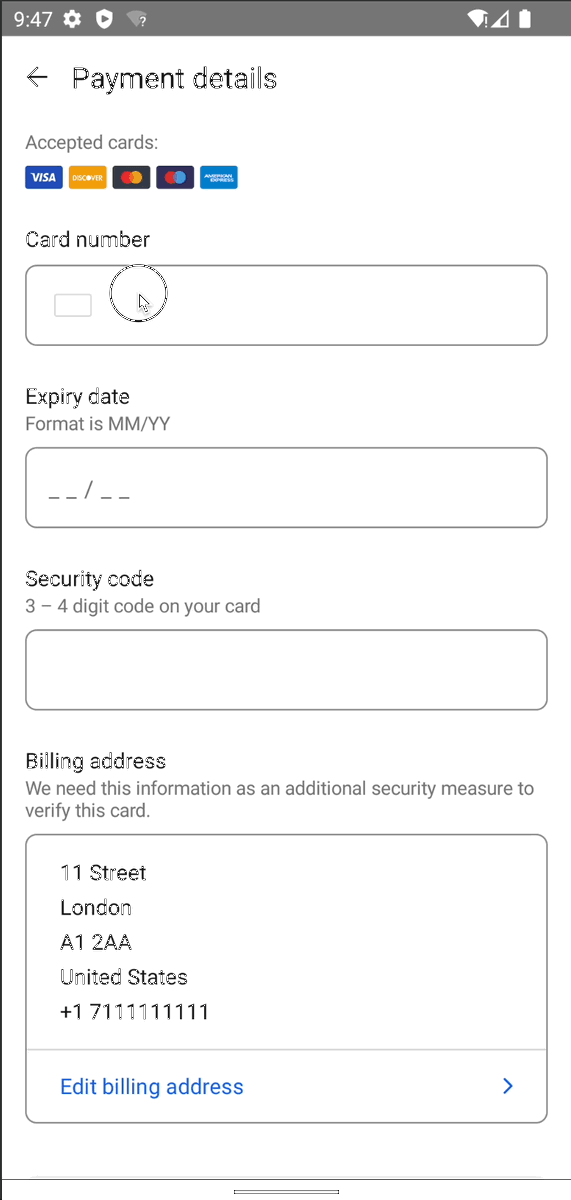 9:47
Payment details
Accepted cards:
VISA DISCOVER AMERICAN EXPRESS
Card number
Expiry date
Format is MM/YY
_ _ / _ _
Security code
3 – 4 digit code on your card
Billing address
We need this information as an additional security measure to
verify this card.
11 Street
London
A1 2AA
United States
+1 7111111111
Edit billing address